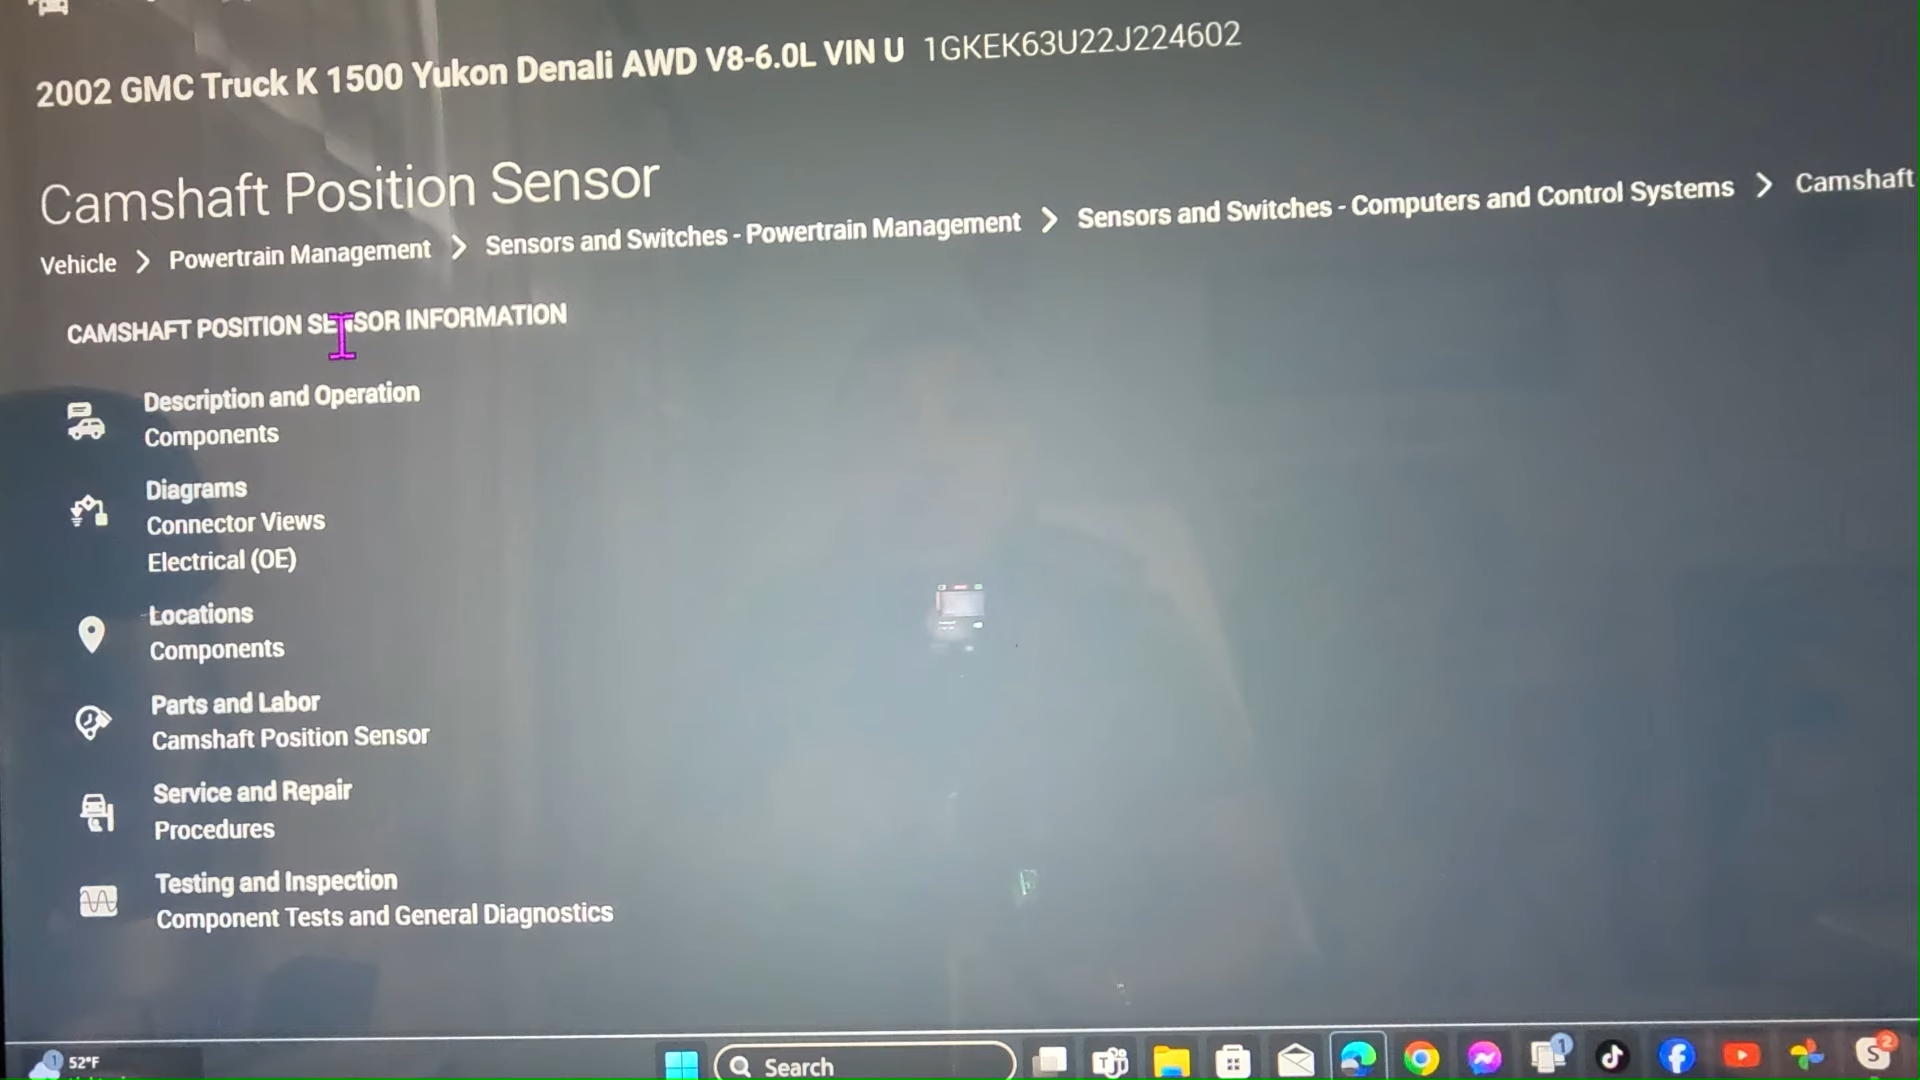 2002 GMC Truck K 1500 Yukon Denali AWD V8-6.0L VIN U 1GKEK63U22J224602
Camshaft Position Sensor
Vehicle > Powertrain Management > Sensors and Switches - Powertrain Management > Sensors and Switches - Computers and Control Systems > Camshaft
CAMSHAFT POSITION SENSOR INFORMATION
Description and Operation
Components
Diagrams
Connector Views
Electrical (OE)
Locations
Components
Parts and Labor
Camshaft Position Sensor
Service and Repair
Procedures
Testing and Inspection
Component Tests and General Diagnostics
1 52°F
Search
1
2